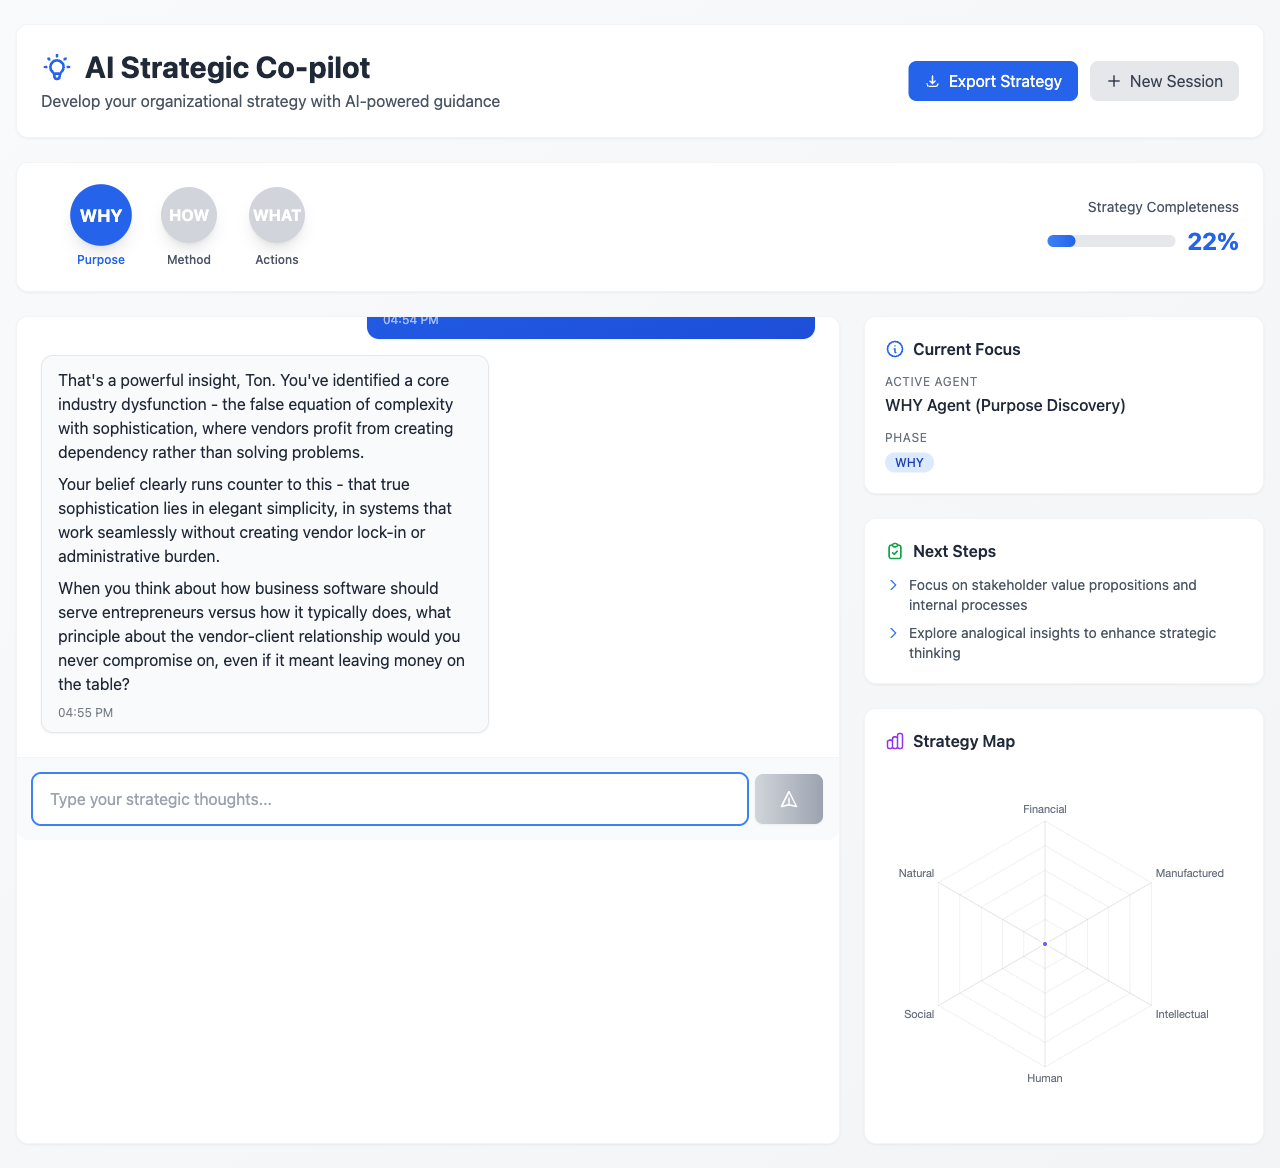 AI Strategic Co-pilot
Develop your organizational strategy with AI-powered guidance
Export Strategy
New Session
WHY
HOW
WHAT
Purpose
Method
Actions
Strategy Completeness
22%
04:54 PM
That's a powerful insight, Ton. You've identified a core
industry dysfunction - the false equation of complexity
with sophistication, where vendors profit from creating
dependency rather than solving problems.
Your belief clearly runs counter to this - that true
sophistication lies in elegant simplicity, in systems that
work seamlessly without creating vendor lock-in or
administrative burden.
When you think about how business software should
serve entrepreneurs versus how it typically does, what
principle about the vendor-client relationship would you
never compromise on, even if it meant leaving money on
the table?
04:55 PM
Type your strategic thoughts...
Current Focus
ACTIVE AGENT
WHY Agent (Purpose Discovery)
PHASE
WHY
Next Steps
Focus on stakeholder value propositions and
internal processes
Explore analogical insights to enhance strategic
thinking
Strategy Map
Financial
Natural
Manufactured
Social
Intellectual
Human